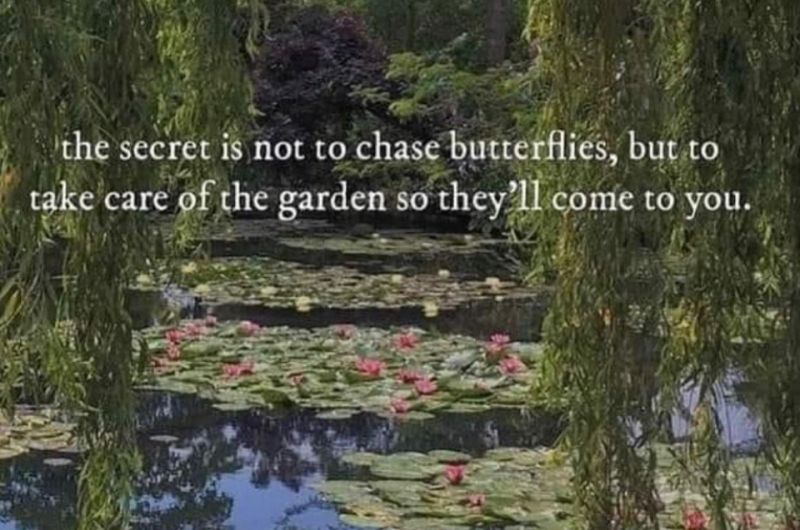 the secret is not to chase butterflies, but to
take care of the garden so they’ll come to you.